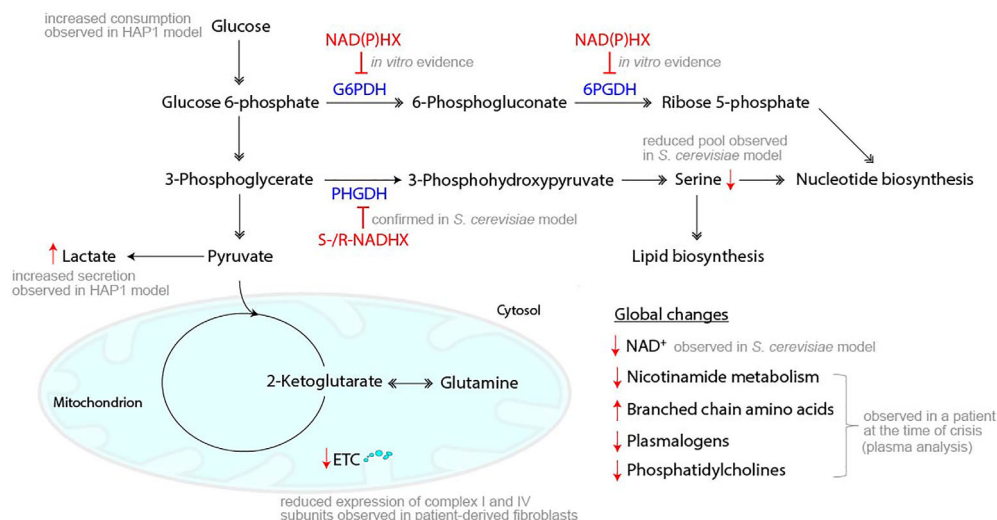 increased consumption
observed in HAP1 model
Glucose
NAD(P)HX
in vitro evidence
NAD(P)HX
in vitro evidence
Glucose 6-phosphate
G6PDH
6-Phosphogluconate
6PGDH
Ribose 5-phosphate
reduced pool observed
in S. cerevisiae model
3-Phosphoglycerate
PHGDH
3-Phosphohydroxypyruvate
Serine
Nucleotide biosynthesis
confirmed in S. cerevisiae model
S-/R-NADHX
Lactate
Pyruvate
Lipid biosynthesis
increased secretion
observed in HAP1 model
Cytosol
Mitochondrion
2-Ketoglutarate
Glutamine
ETC
reduced expression of complex I and IV
subunits observed in patient-derived fibroblasts
Global changes
NAD⁺ observed in S. cerevisiae model
Nicotinamide metabolism
Branched chain amino acids
Plasmalogens
Phosphatidylcholines
observed in a patient
at the time of crisis
(plasma analysis)